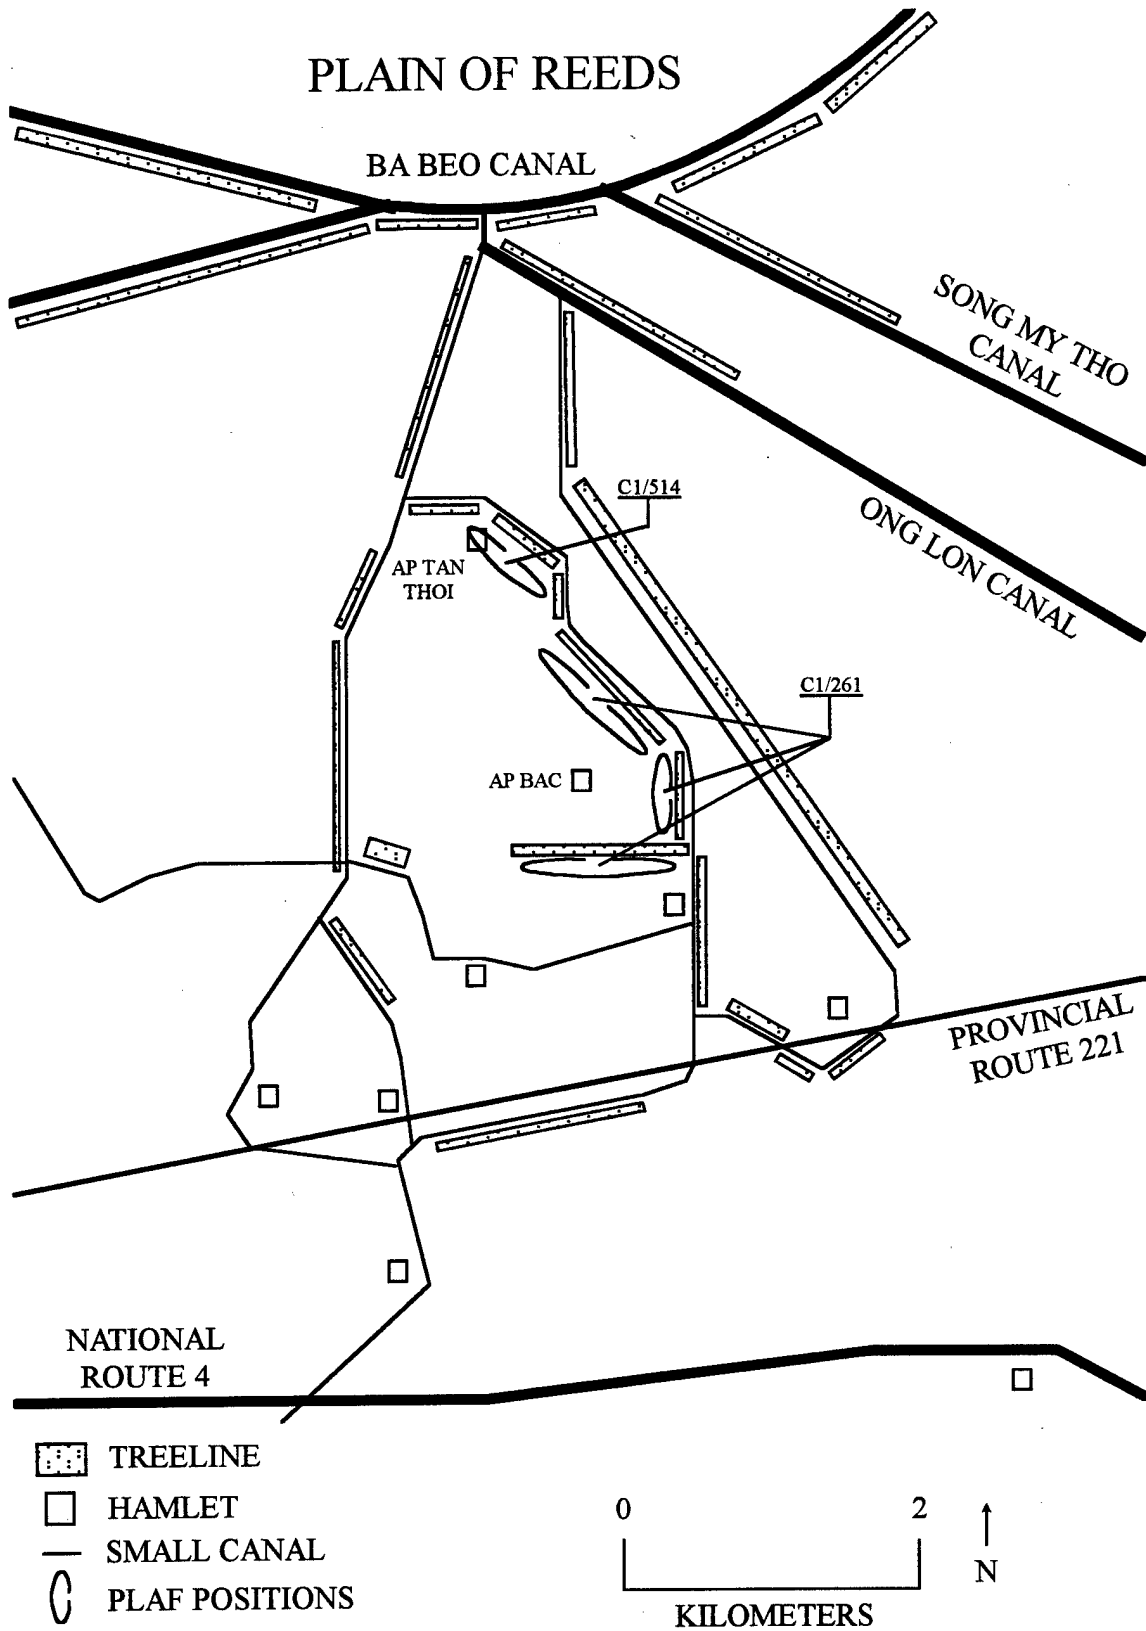 PLAIN OF REEDS
BA BEO CANAL
SONG MY THO
CANAL
C1/514
ONG LON CANAL
AP TAN
THOI
C1/261
AP BAC
PROVINCIAL
ROUTE 221
NATIONAL
ROUTE 4
TREELINE
HAMLET
SMALL CANAL
PLAF POSITIONS
0 2
N
KILOMETERS